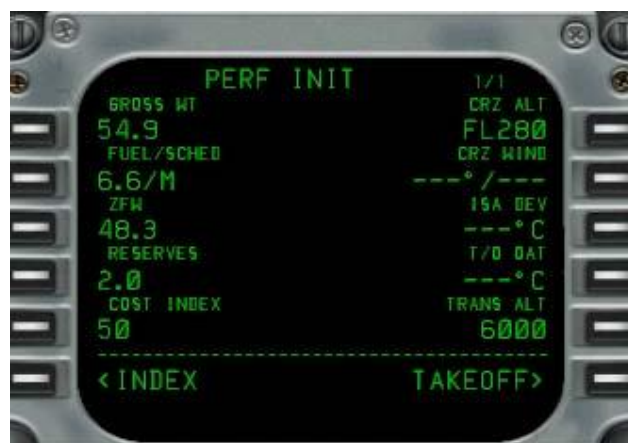 PERF INIT 1/1
GROSS WT CRZ ALT
54.9 FL280
FUEL/SCHED CRZ WIND
6.6/M ---°/---
ZFW ISA DEV
48.3 ---°C
RESERVES T/O OAT
2.0 ---°C
COST INDEX TRANS ALT
50 6000
--------------------------------
<INDEX TAKEOFF>